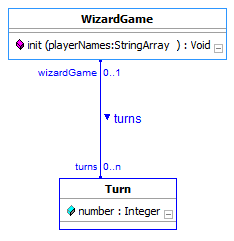 WizardGame
init (playerNames:StringArray ) : Void
wizardGame 0..1
turns
turns 0..n
Turn
number : Integer